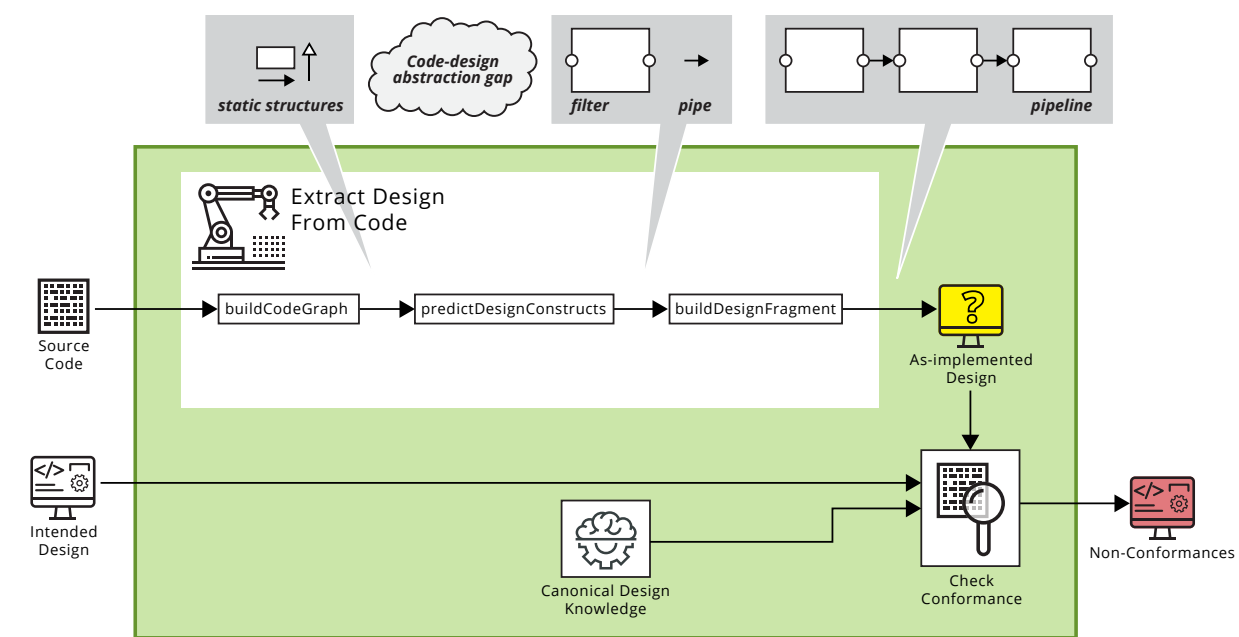 static structures
Code-design
abstraction gap
filter
pipe
pipeline
Extract Design
From Code
Source
Code
buildCodeGraph
predictDesignConstructs
buildDesignFragment
?
As-implemented
Design
</>
Intended
Design
Canonical Design
Knowledge
Check
Conformance
</>
Non-Conformances